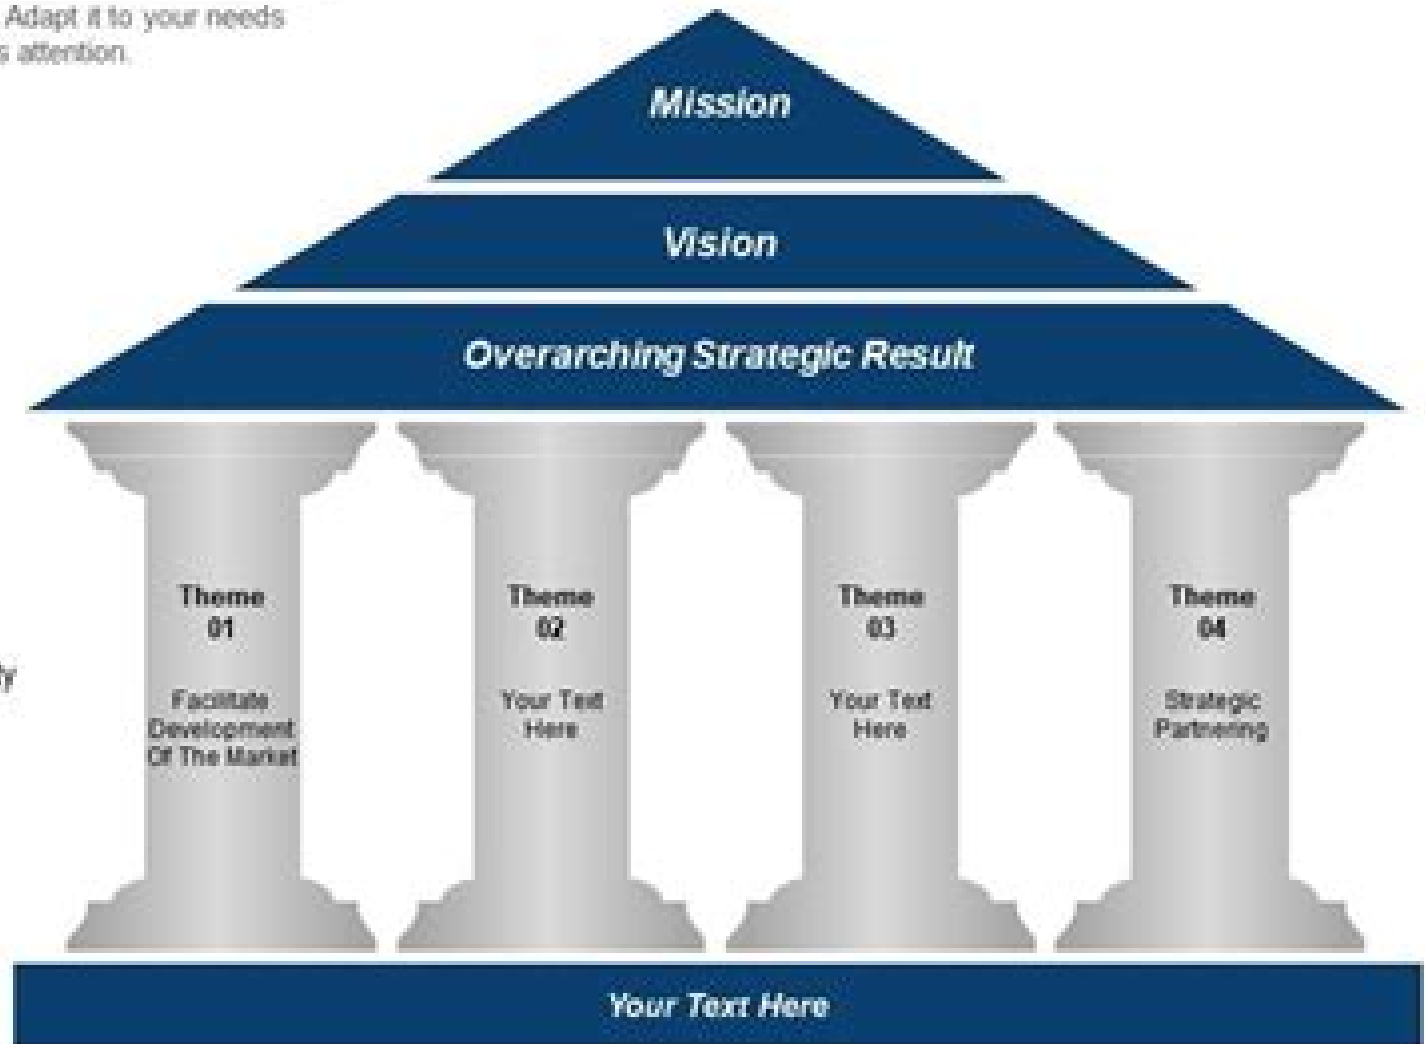 Adapt it to your needs
s attention.
Mission
Vision
Overarching Strategic Result
Theme
01
Facilitate
Development
Of The Market
Theme
02
Your Text
Here
Theme
03
Your Text
Here
Theme
04
Strategic
Partnering
Your Text Here